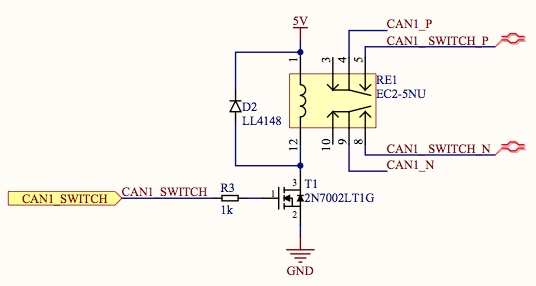 5V
CAN1_P
CAN1_SWITCH_P
1
3
4
5
RE1
EC2-5NU
D2
LL4148
12
10
9
8
CAN1_SWITCH_N
CAN1_N
CAN1_SWITCH
CAN1_SWITCH
R3
1k
T1
2N7002LT1G
3
1
2
GND